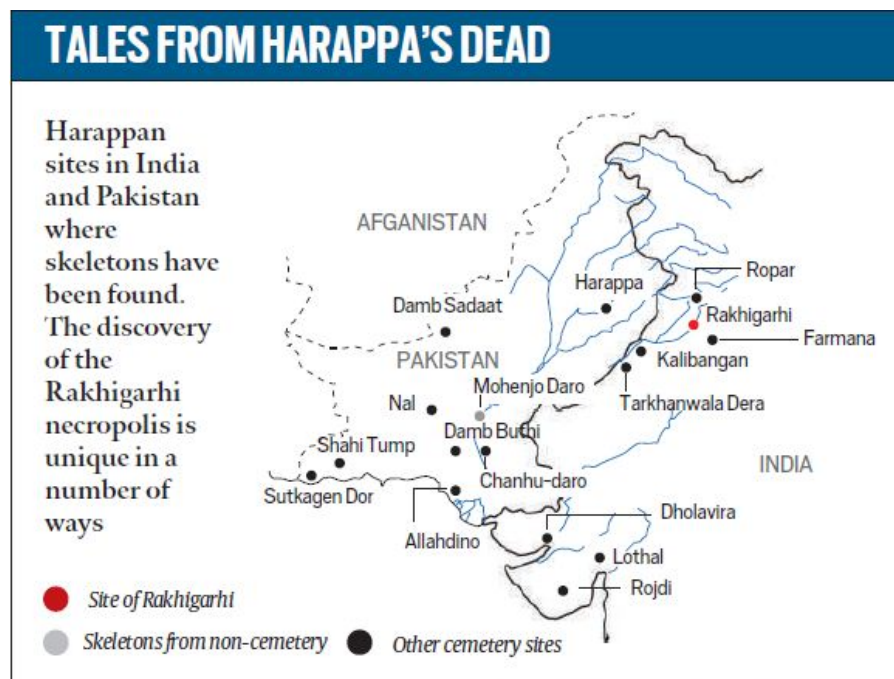 TALES FROM HARAPPA'S DEAD
Harappan
sites in India
and Pakistan
where
skeletons have
been found.
The discovery
of the
Rakhigarhi
necropolis is
unique in a
number of
ways
AFGANISTAN
Harappa
Ropar
Damb Sadaat
Rakhigarhi
Farmana
PAKISTAN
Kalibangan
Mohenjo Daro
Tarkhanwala Dera
Nal
Damb Buthi
Shahi Tump
INDIA
Chanhu-daro
Sutkagen Dor
Dholavira
Allahdino
Lothal
Rojdi
Site of Rakhigarhi
Skeletons from non-cemetery
Other cemetery sites